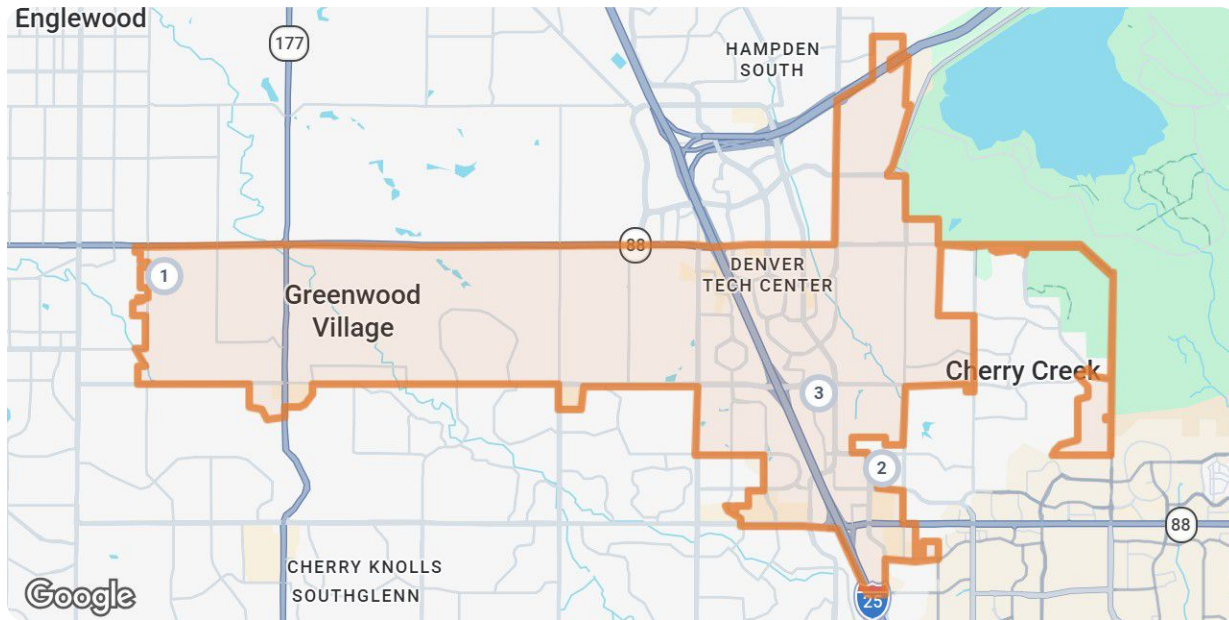 Englewood
177
HAMPDEN
SOUTH
88
1
DENVER
TECH CENTER
Greenwood
Village
Cherry Creek
3
2
88
CHERRY KNOLLS
SOUTHGLENN
Google
25